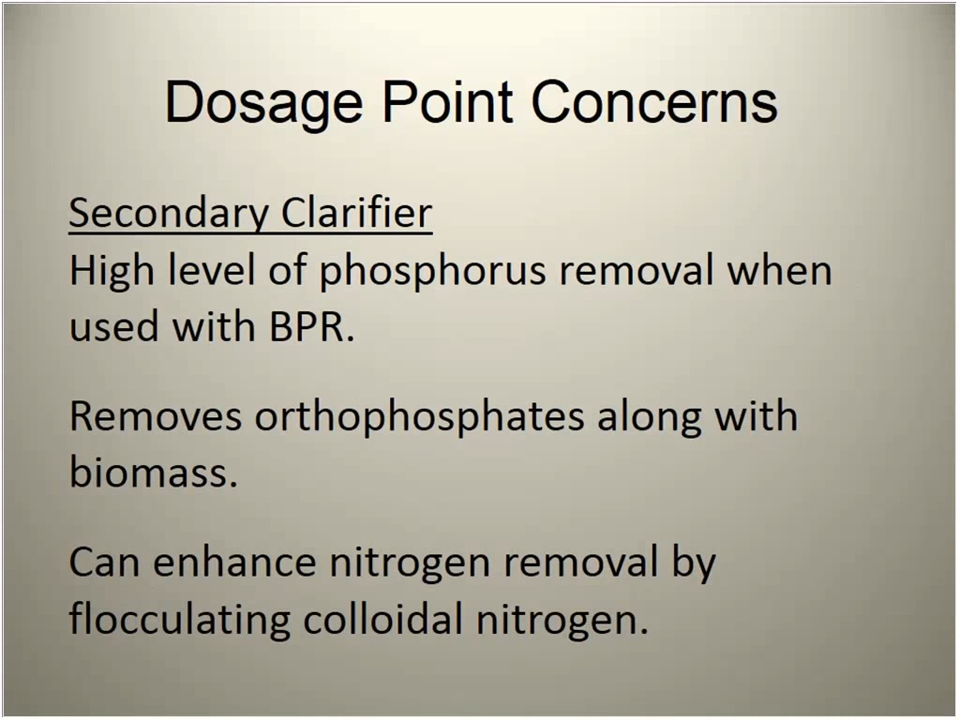 Dosage Point Concerns
Secondary Clarifier
High level of phosphorus removal when
used with BPR.
Removes orthophosphates along with
biomass.
Can enhance nitrogen removal by
flocculating colloidal nitrogen.